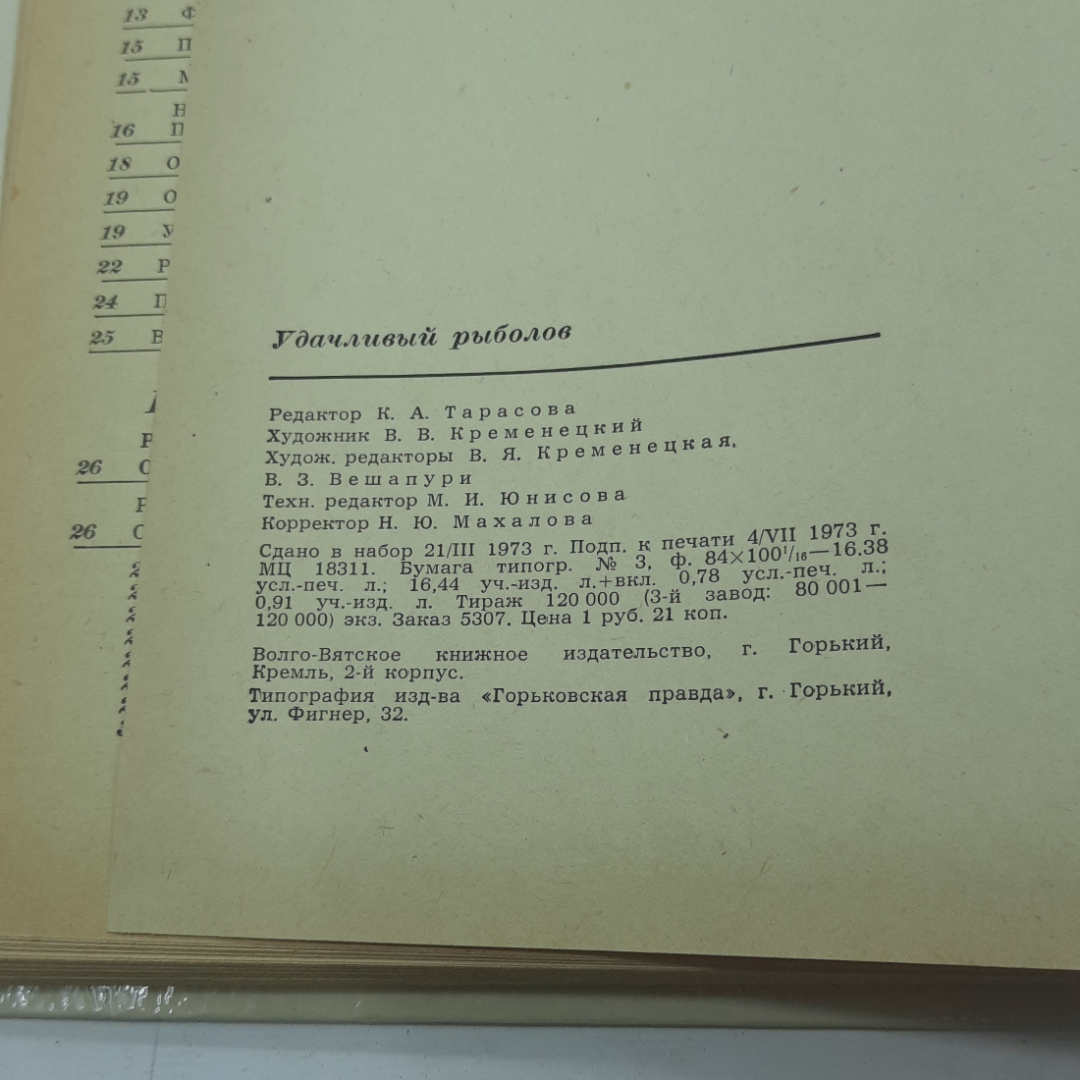 13 Ф
15 П
15 М
Н
16 П
18 О
19 О
19 У
22 Р
24 П
25 В
Р
26 О
Р
26 О
Удачливый рыболов
Редактор К. А. Тарасова
Художник В. В. Кременецкий
Худож. редакторы В. Я. Кременецкая,
В. З. Вешапури
Техн. редактор М. И. Юнисова
Корректор Н. Ю. Махалова
Сдано в набор 21/III 1973 г. Подп. к печати 4/VII 1973 г.
МЦ 18311. Бумага типогр. № 3, ф. 84×100¹/₁₆—16.38
усл.-печ. л.; 16,44 уч.-изд. л.+вкл. 0,78 усл.-печ. л.;
0,91 уч.-изд. л. Тираж 120 000 (3-й завод: 80 001—
120 000) экз. Заказ 5307. Цена 1 руб. 21 коп.
Волго-Вятское книжное издательство, г. Горький,
Кремль, 2-й корпус.
Типография изд-ва «Горьковская правда», г. Горький,
ул. Фигнер, 32.